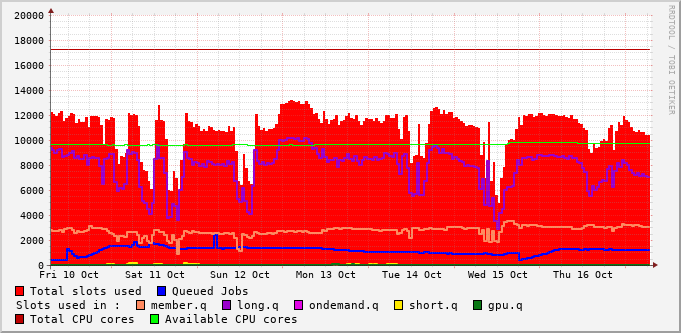 RRDTOOL / TOBI OETIKER
20000
18000
16000
14000
12000
10000
8000
6000
4000
2000
0
Fri 10 Oct Sat 11 Oct Sun 12 Oct Mon 13 Oct Tue 14 Oct Wed 15 Oct Thu 16 Oct
Total slots used Queued Jobs
Slots used in : member.q long.q ondemand.q short.q gpu.q
Total CPU cores Available CPU cores